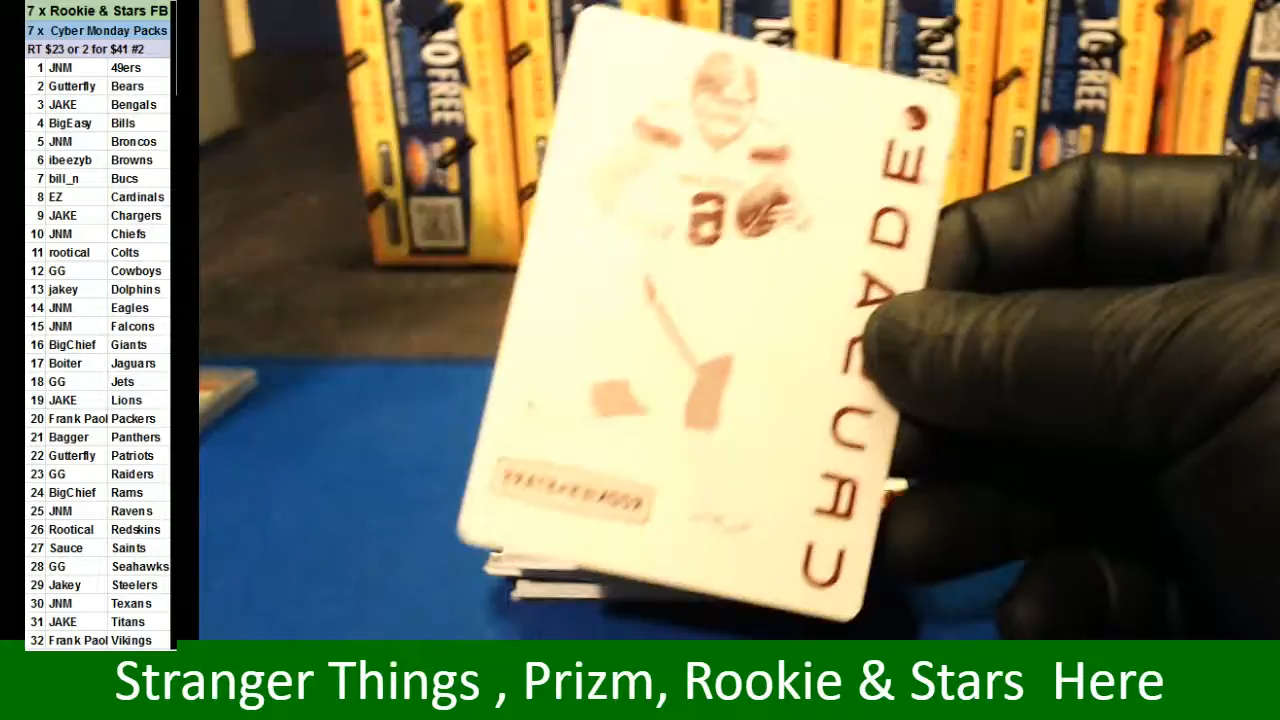 7 x Rookie & Stars FB
7 x Cyber Monday Packs
RT $23 or 2 for $41 #2
1 JNM 49ers
2 Gutterfly Bears
3 JAKE Bengals
4 BigEasy Bills
5 JNM Broncos
6 ibeezyb Browns
7 bill_n Bucs
8 EZ Cardinals
9 JAKE Chargers
10 JNM Chiefs
11 rootical Colts
12 GG Cowboys
13 jakey Dolphins
14 JNM Eagles
15 JNM Falcons
16 BigChief Giants
17 Boiter Jaguars
18 GG Jets
19 JAKE Lions
20 Frank Paol Packers
21 Bagger Panthers
22 Gutterfly Patriots
23 GG Raiders
24 BigChief Rams
25 JNM Ravens
26 Rootical Redskins
27 Sauce Saints
28 GG Seahawks
29 Jakey Steelers
30 JNM Texans
31 JAKE Titans
32 Frank Paol Vikings
Stranger Things , Prizm, Rookie & Stars Here